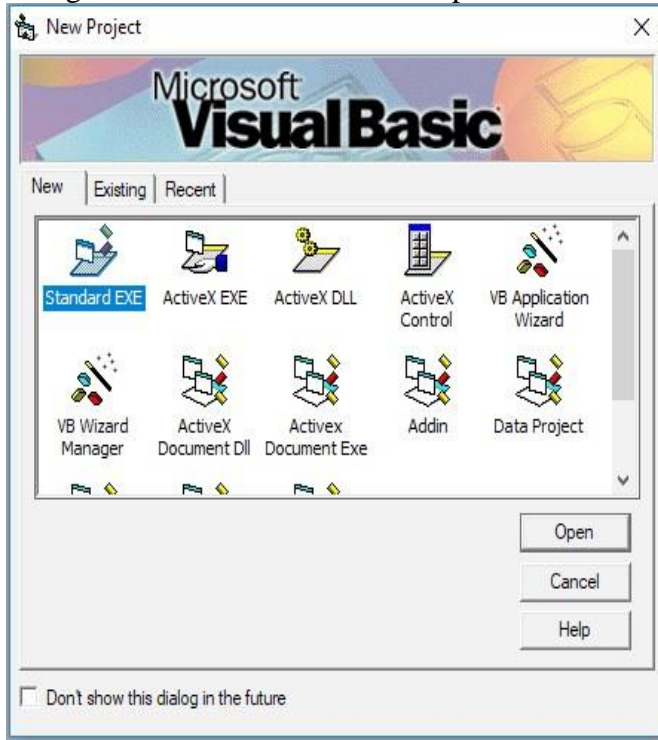 New Project
Microsoft
Visual Basic
New Existing Recent
Standard EXE ActiveX EXE ActiveX DLL ActiveX Control VB Application Wizard
VB Wizard Manager ActiveX Document Dll Activex Document Exe Addin Data Project
Open
Cancel
Help
Don't show this dialog in the future